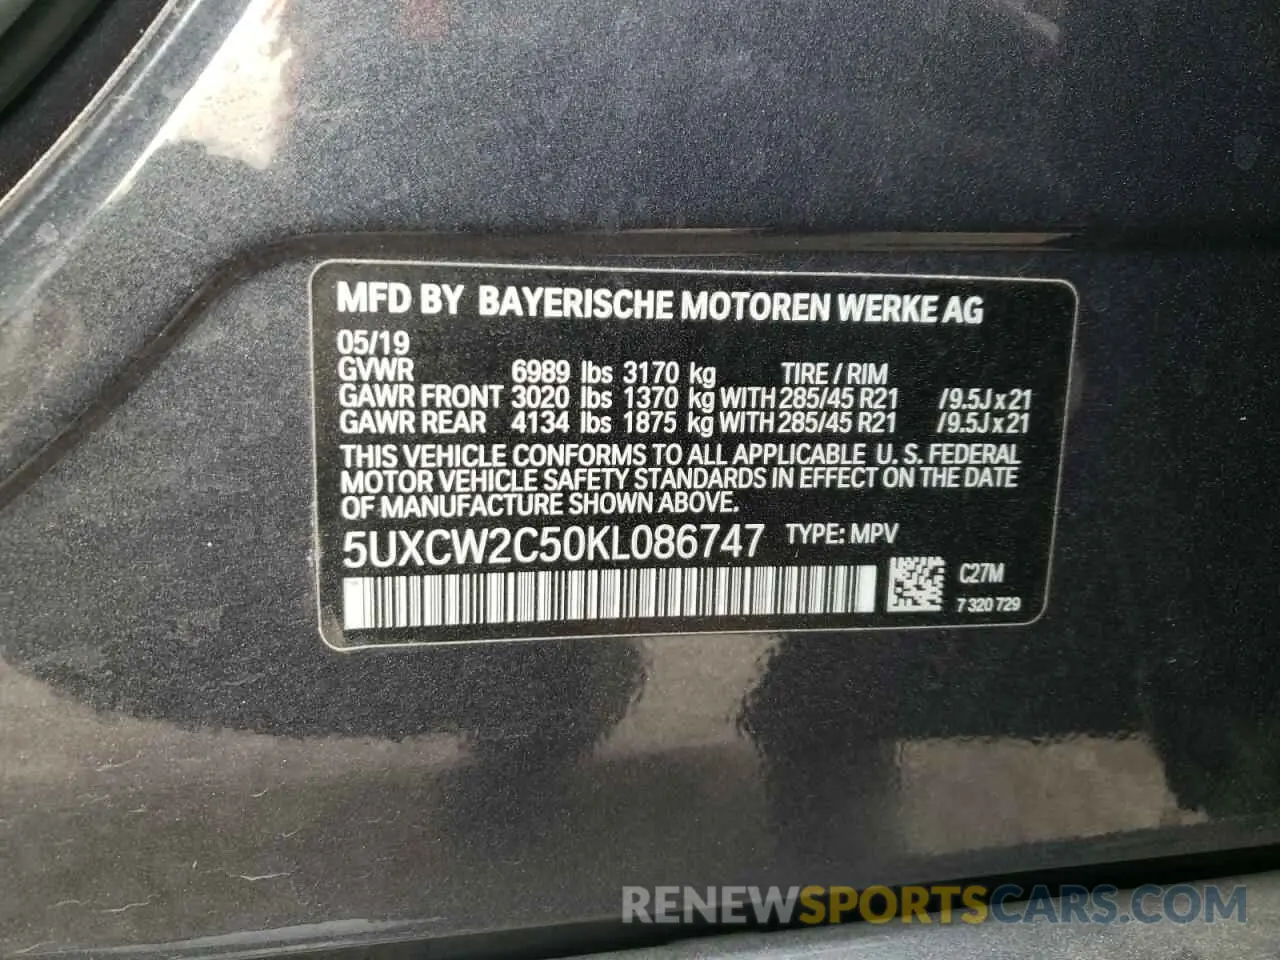 MFD BY BAYERISCHE MOTOREN WERKE AG
05/19
GVWR 6989 lbs 3170 kg TIRE / RIM
GAWR FRONT 3020 lbs 1370 kg WITH 285/45 R21 /9.5J x 21
GAWR REAR 4134 lbs 1875 kg WITH 285/45 R21 /9.5J x 21
THIS VEHICLE CONFORMS TO ALL APPLICABLE U. S. FEDERAL
MOTOR VEHICLE SAFETY STANDARDS IN EFFECT ON THE DATE
OF MANUFACTURE SHOWN ABOVE.
5UXCW2C50KL086747 TYPE: MPV
C27M
7 320 729
RENEWSPORTSCARS.COM